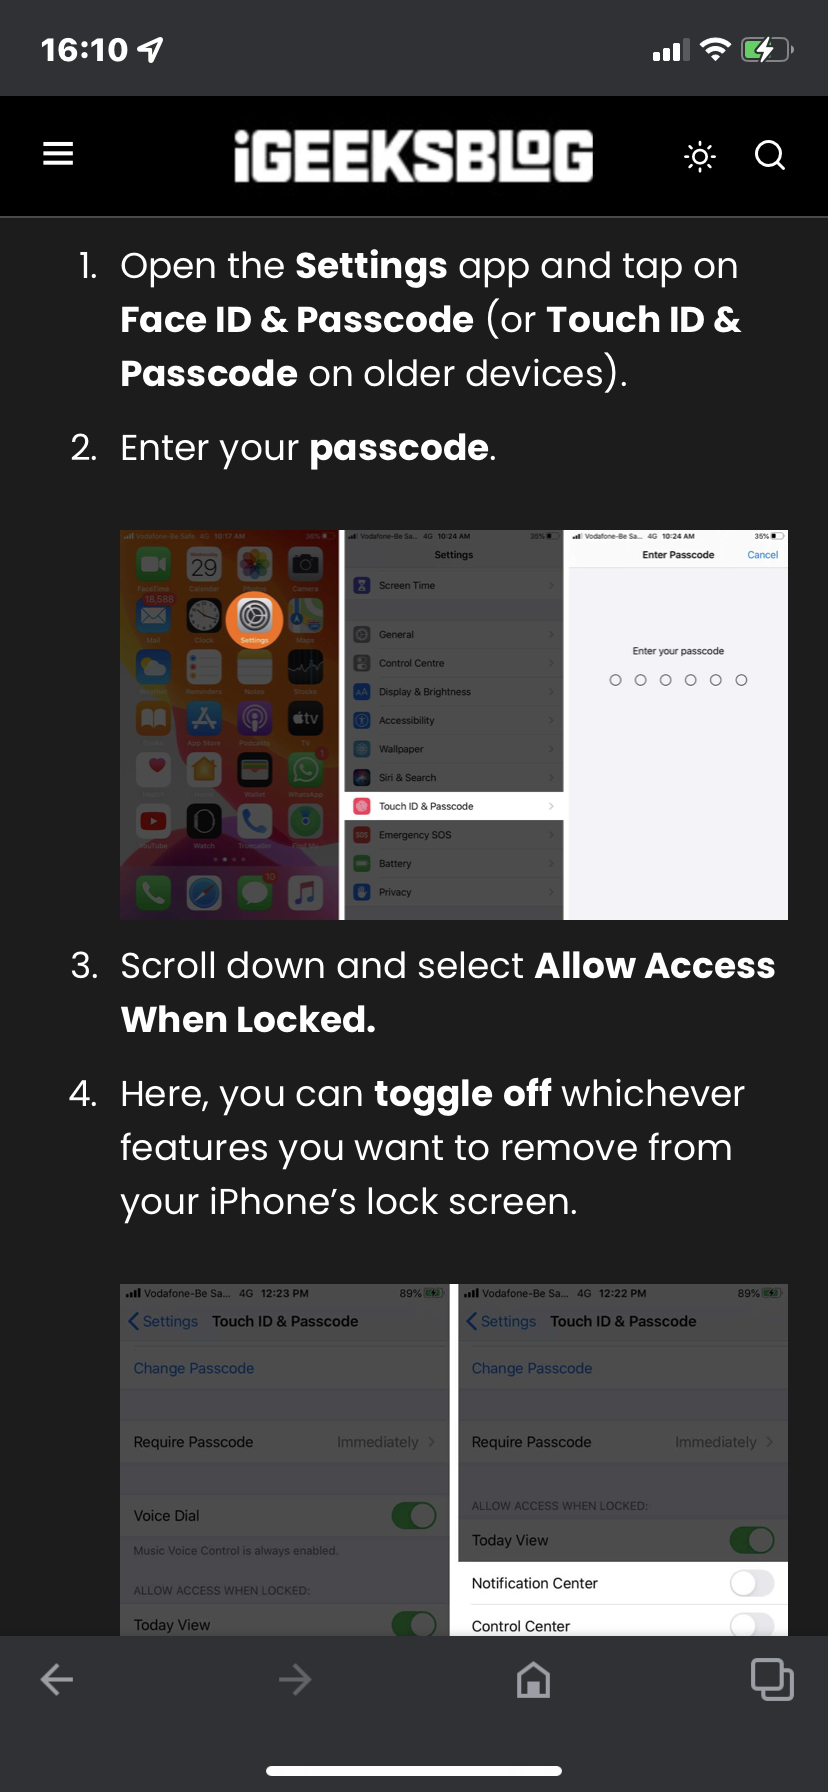 16:10
iGEEKSBLOG
1. Open the Settings app and tap on
Face ID & Passcode (or Touch ID &
Passcode on older devices).
2. Enter your passcode.
Vodafone-Be Safe 4G 10:17 AM 36%
Wednesday
29
FaceTime Calendar Photos Camera
18,588
Mail Clock Settings Maps
Weather Reminders Notes Stocks
tv
App Store Podcasts TV
1
Wallet WhatsApp
YouTube Watch Truecaller Find My
10
Vodafone-Be Sa... 4G 10:24 AM 35%
Settings
Screen Time
General
Control Centre
AA Display & Brightness
Accessibility
Wallpaper
Siri & Search
Touch ID & Passcode
SOS Emergency SOS
Battery
Privacy
Vodafone-Be Sa... 4G 10:24 AM 35%
Enter Passcode Cancel
Enter your passcode
3. Scroll down and select Allow Access
When Locked.
4. Here, you can toggle off whichever
features you want to remove from
your iPhone’s lock screen.
Vodafone-Be Sa... 4G 12:23 PM 89%
Settings Touch ID & Passcode
Change Passcode
Require Passcode Immediately
Voice Dial
Music Voice Control is always enabled.
ALLOW ACCESS WHEN LOCKED:
Today View
Vodafone-Be Sa... 4G 12:22 PM 89%
Settings Touch ID & Passcode
Change Passcode
Require Passcode Immediately
ALLOW ACCESS WHEN LOCKED:
Today View
Notification Center
Control Center